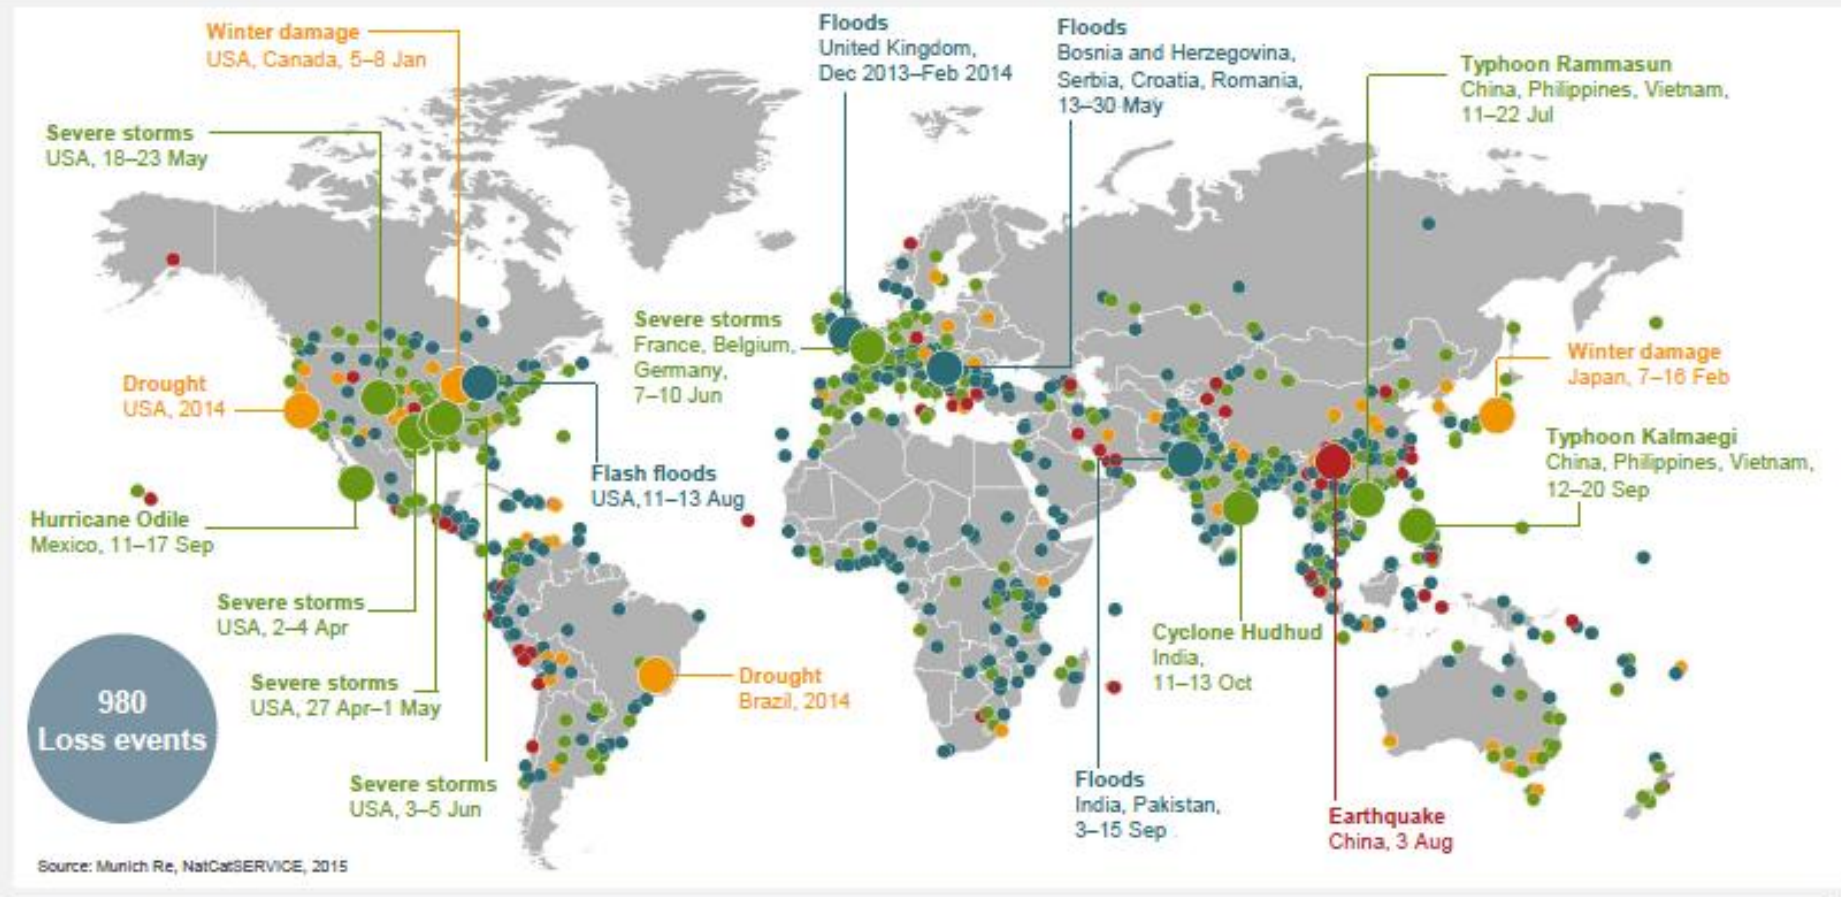 Winter damage
USA, Canada, 5–8 Jan
Floods
United Kingdom,
Dec 2013–Feb 2014
Floods
Bosnia and Herzegovina,
Serbia, Croatia, Romania,
13–30 May
Typhoon Rammasun
China, Philippines, Vietnam,
11–22 Jul
Severe storms
USA, 18–23 May
Severe storms
France, Belgium,
Germany,
7–10 Jun
Winter damage
Japan, 7–16 Feb
Drought
USA, 2014
Typhoon Kalmaegi
China, Philippines, Vietnam,
12–20 Sep
Flash floods
USA,11–13 Aug
Hurricane Odile
Mexico, 11–17 Sep
Severe storms
USA, 2–4 Apr
Cyclone Hudhud
India,
11–13 Oct
Severe storms
USA, 27 Apr–1 May
Drought
Brazil, 2014
980
Loss events
Severe storms
USA, 3–5 Jun
Floods
India, Pakistan,
3–15 Sep
Earthquake
China, 3 Aug
Source: Munich Re, NatCatSERVICE, 2015